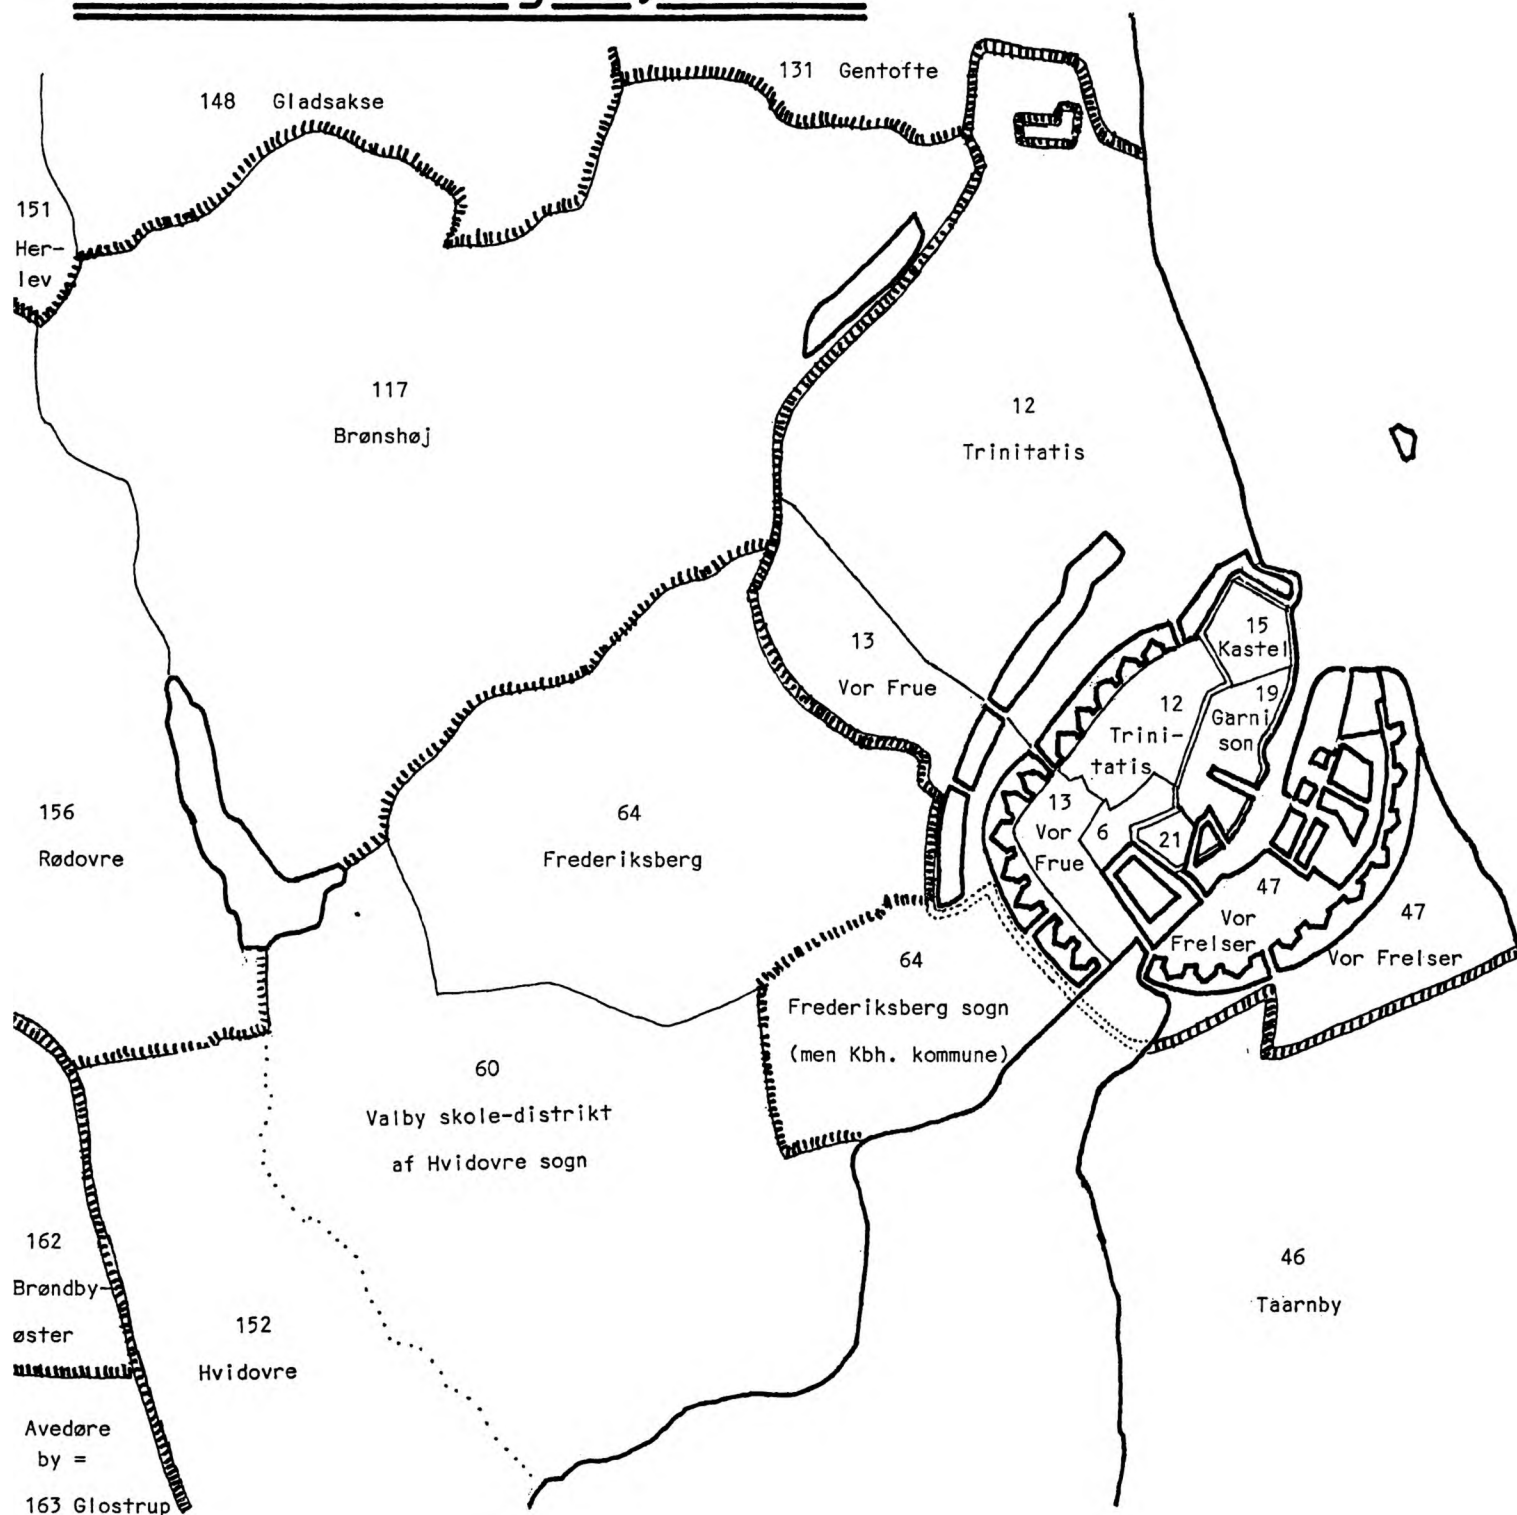 131 Gentofte
148 Gladsakse
151
Her-
lev
117
Brønshøj
12
Trinitatis
13
Vor Frue
15
Kastel
19
Garni
son
12
Trini-
tatis
13
Vor
Frue
6
21
156
Rødovre
64
Frederiksberg
47
Vor
Frelser
47
Vor Frelser
64
Frederiksberg sogn
(men Kbh. kommune)
60
Valby skole-distrikt
af Hvidovre sogn
162
Brøndby-
øster
152
Hvidovre
46
Taarnby
Avedøre
by =
163 Glostrup